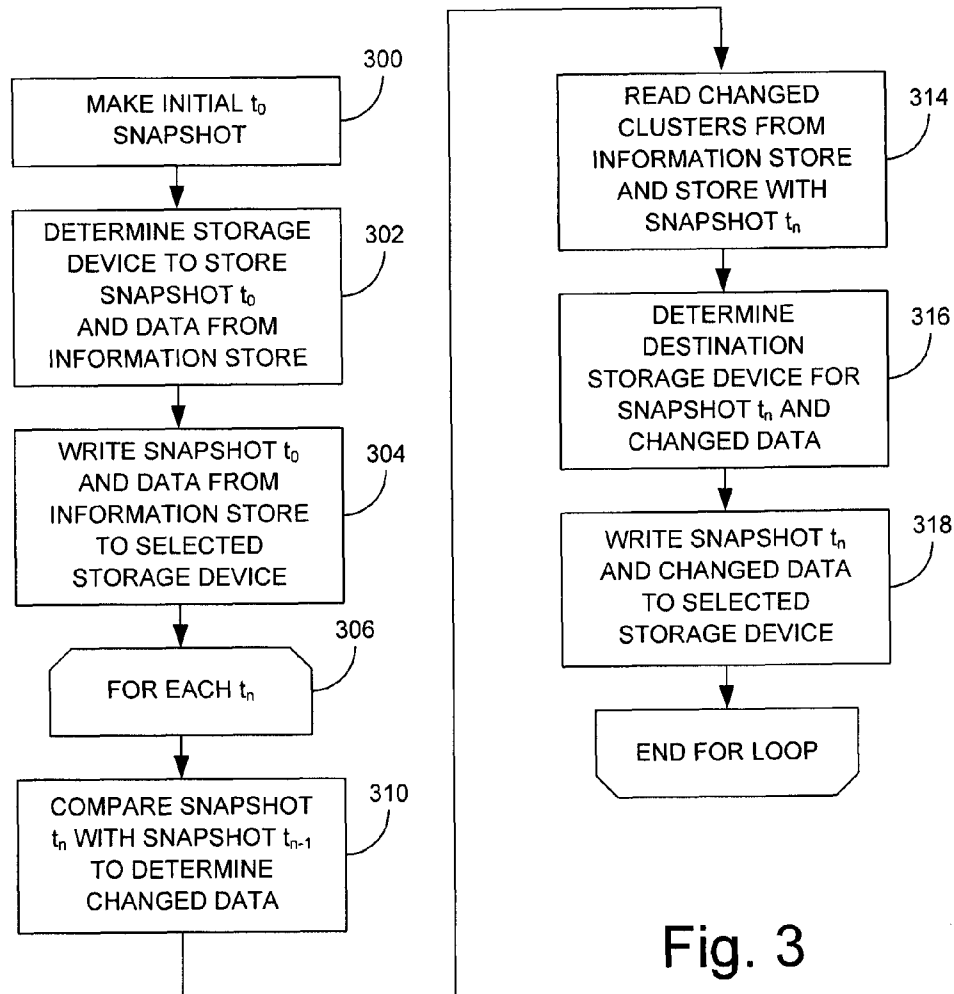 300
MAKE INITIAL t₀
SNAPSHOT
302
DETERMINE STORAGE
DEVICE TO STORE
SNAPSHOT t₀
AND DATA FROM
INFORMATION STORE
304
WRITE SNAPSHOT t₀
AND DATA FROM
INFORMATION STORE
TO SELECTED
STORAGE DEVICE
306
FOR EACH tₙ
310
COMPARE SNAPSHOT
tₙ WITH SNAPSHOT tₙ₋₁
TO DETERMINE
CHANGED DATA
314
READ CHANGED
CLUSTERS FROM
INFORMATION STORE
AND STORE WITH
SNAPSHOT tₙ
316
DETERMINE
DESTINATION
STORAGE DEVICE FOR
SNAPSHOT tₙ AND
CHANGED DATA
318
WRITE SNAPSHOT tₙ
AND CHANGED DATA
TO SELECTED
STORAGE DEVICE
END FOR LOOP
Fig. 3